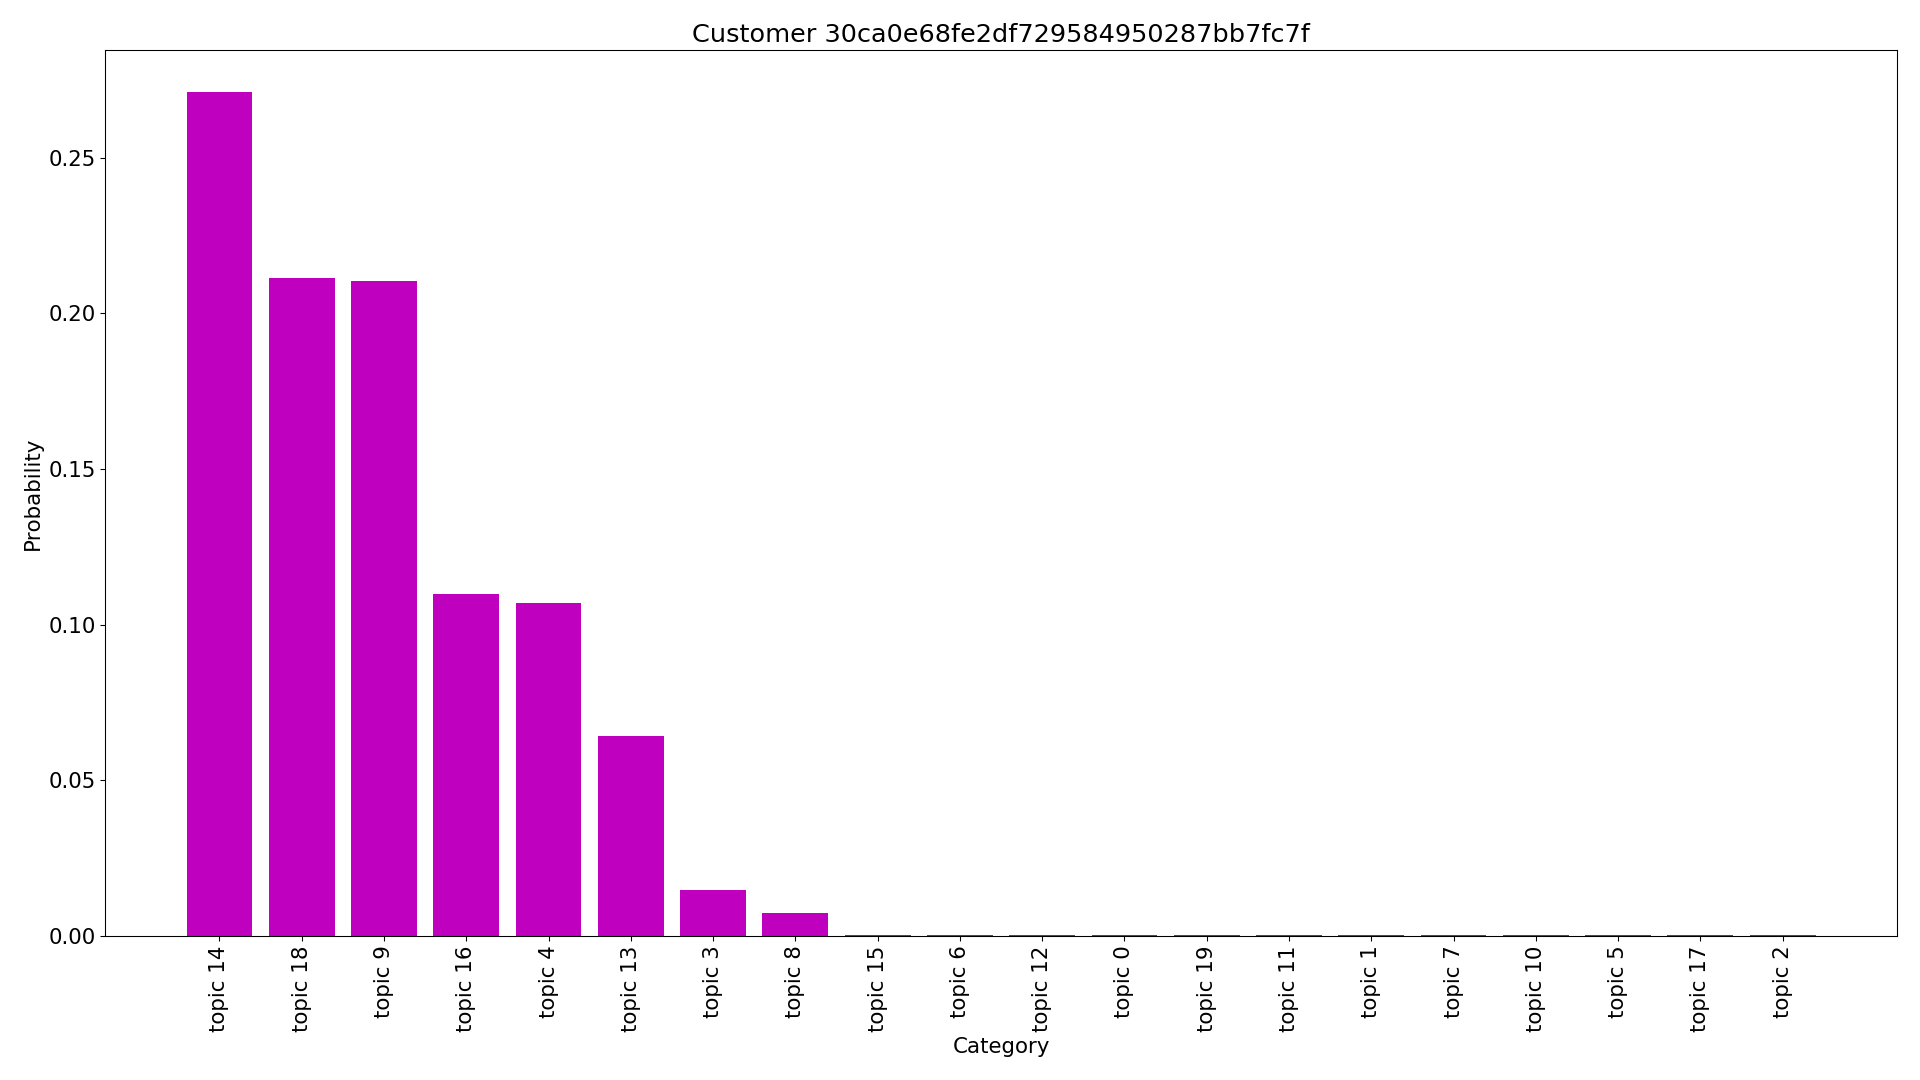 Customer 30ca0e68fe2df729584950287bb7fc7f
Probability
0.25
0.20
0.15
0.10
0.05
0.00
topic 14
topic 18
topic 9
topic 16
topic 4
topic 13
topic 3
topic 8
topic 15
topic 6
topic 12
topic 0
topic 19
topic 11
topic 1
topic 7
topic 10
topic 5
topic 17
topic 2
Category